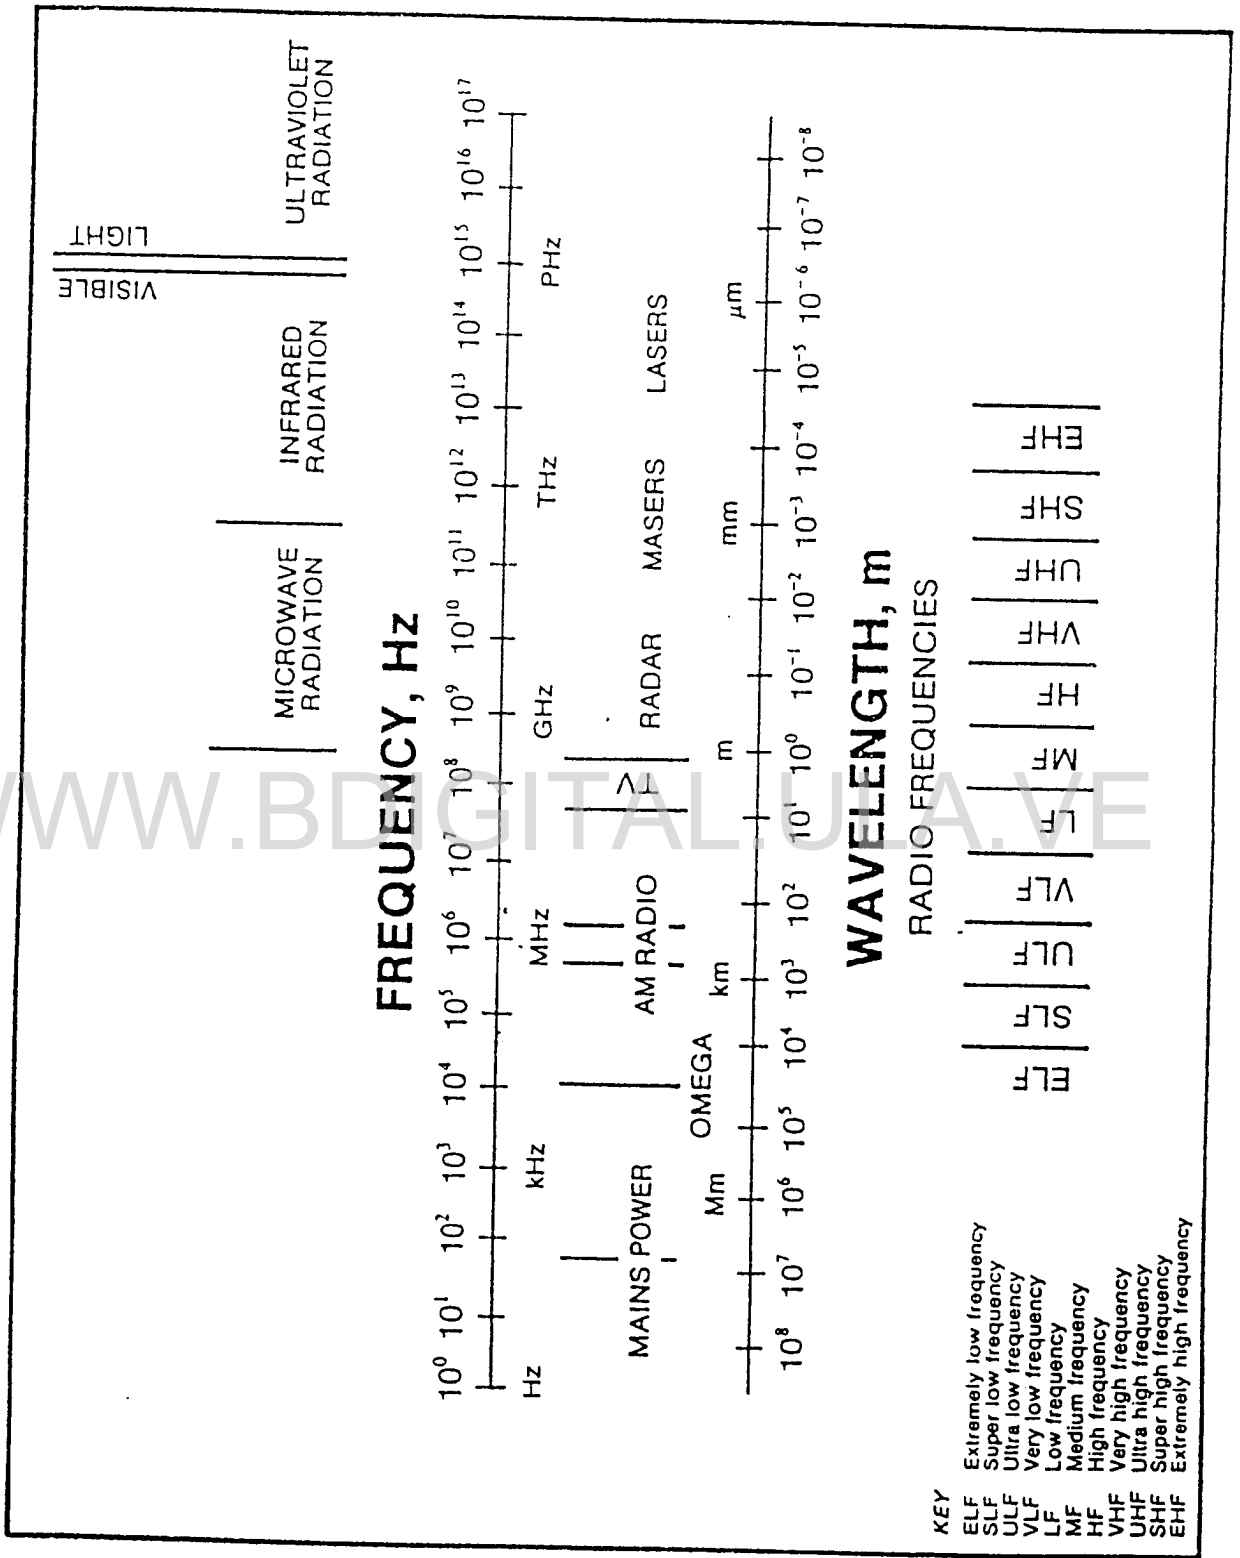 VISIBLE
LIGHT
MICROWAVE
RADIATION
INFRARED
RADIATION
ULTRAVIOLET
RADIATION
FREQUENCY, Hz
10⁰ 10¹ 10² 10³ 10⁴ 10⁵ 10⁶ 10⁷ 10⁸ 10⁹ 10¹⁰ 10¹¹ 10¹² 10¹³ 10¹⁴ 10¹⁵ 10¹⁶ 10¹⁷
Hz kHz MHz GHz THz PHz
MAINS POWER AM RADIO TV RADAR MASERS LASERS
OMEGA
Mm km m mm µm
10⁸ 10⁷ 10⁶ 10⁵ 10⁴ 10³ 10² 10¹ 10⁰ 10⁻¹ 10⁻² 10⁻³ 10⁻⁴ 10⁻⁵ 10⁻⁶ 10⁻⁷ 10⁻⁸
WAVELENGTH, m
RADIO FREQUENCIES
ELF SLF ULF VLF LF MF HF VHF UHF SHF EHF
KEY
ELF Extremely low frequency
SLF Super low frequency
ULF Ultra low frequency
VLF Very low frequency
LF Low frequency
MF Medium frequency
HF High frequency
VHF Very high frequency
UHF Ultra high frequency
SHF Super high frequency
EHF Extremely high frequency
WWW.BDIGITAL.ULA.VE